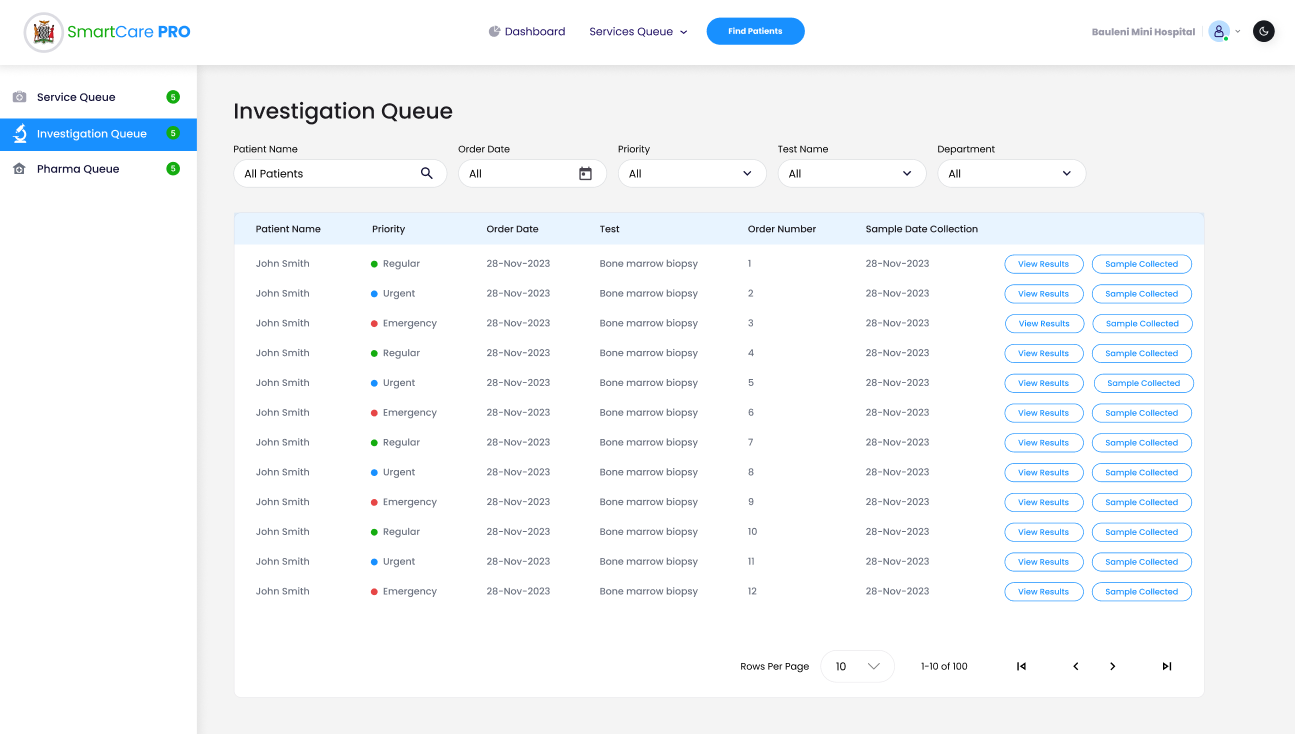 SmartCare PRO
Dashboard
Services Queue
Find Patients
Bauleni Mini Hospital
Service Queue 5
Investigation Queue 5
Pharma Queue 5
Investigation Queue
Patient Name Order Date Priority Test Name Department
All Patients All All All All
Patient Name Priority Order Date Test Order Number Sample Date Collection
John Smith Regular 28-Nov-2023 Bone marrow biopsy 1 28-Nov-2023 View Results Sample Collected
John Smith Urgent 28-Nov-2023 Bone marrow biopsy 2 28-Nov-2023 View Results Sample Collected
John Smith Emergency 28-Nov-2023 Bone marrow biopsy 3 28-Nov-2023 View Results Sample Collected
John Smith Regular 28-Nov-2023 Bone marrow biopsy 4 28-Nov-2023 View Results Sample Collected
John Smith Urgent 28-Nov-2023 Bone marrow biopsy 5 28-Nov-2023 View Results Sample Collected
John Smith Emergency 28-Nov-2023 Bone marrow biopsy 6 28-Nov-2023 View Results Sample Collected
John Smith Regular 28-Nov-2023 Bone marrow biopsy 7 28-Nov-2023 View Results Sample Collected
John Smith Urgent 28-Nov-2023 Bone marrow biopsy 8 28-Nov-2023 View Results Sample Collected
John Smith Emergency 28-Nov-2023 Bone marrow biopsy 9 28-Nov-2023 View Results Sample Collected
John Smith Regular 28-Nov-2023 Bone marrow biopsy 10 28-Nov-2023 View Results Sample Collected
John Smith Urgent 28-Nov-2023 Bone marrow biopsy 11 28-Nov-2023 View Results Sample Collected
John Smith Emergency 28-Nov-2023 Bone marrow biopsy 12 28-Nov-2023 View Results Sample Collected
Rows Per Page 10 1-10 of 100